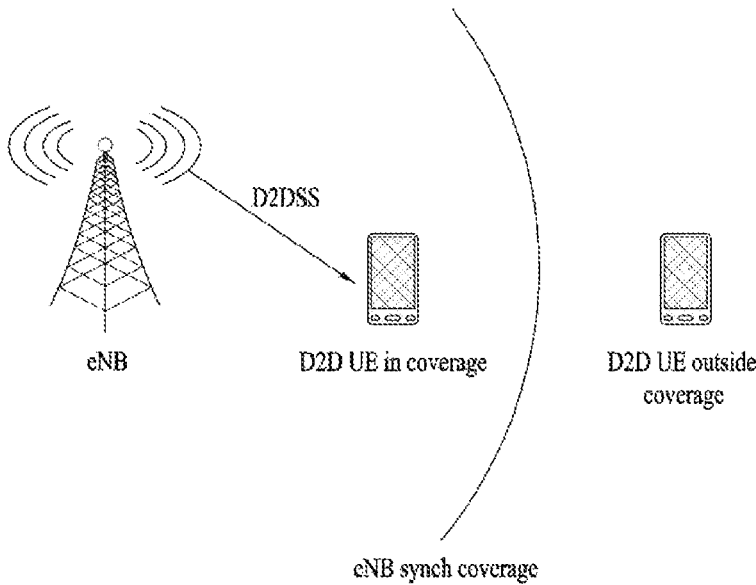 D2DSS
eNB
D2D UE in coverage
D2D UE outside
coverage
eNB synch coverage